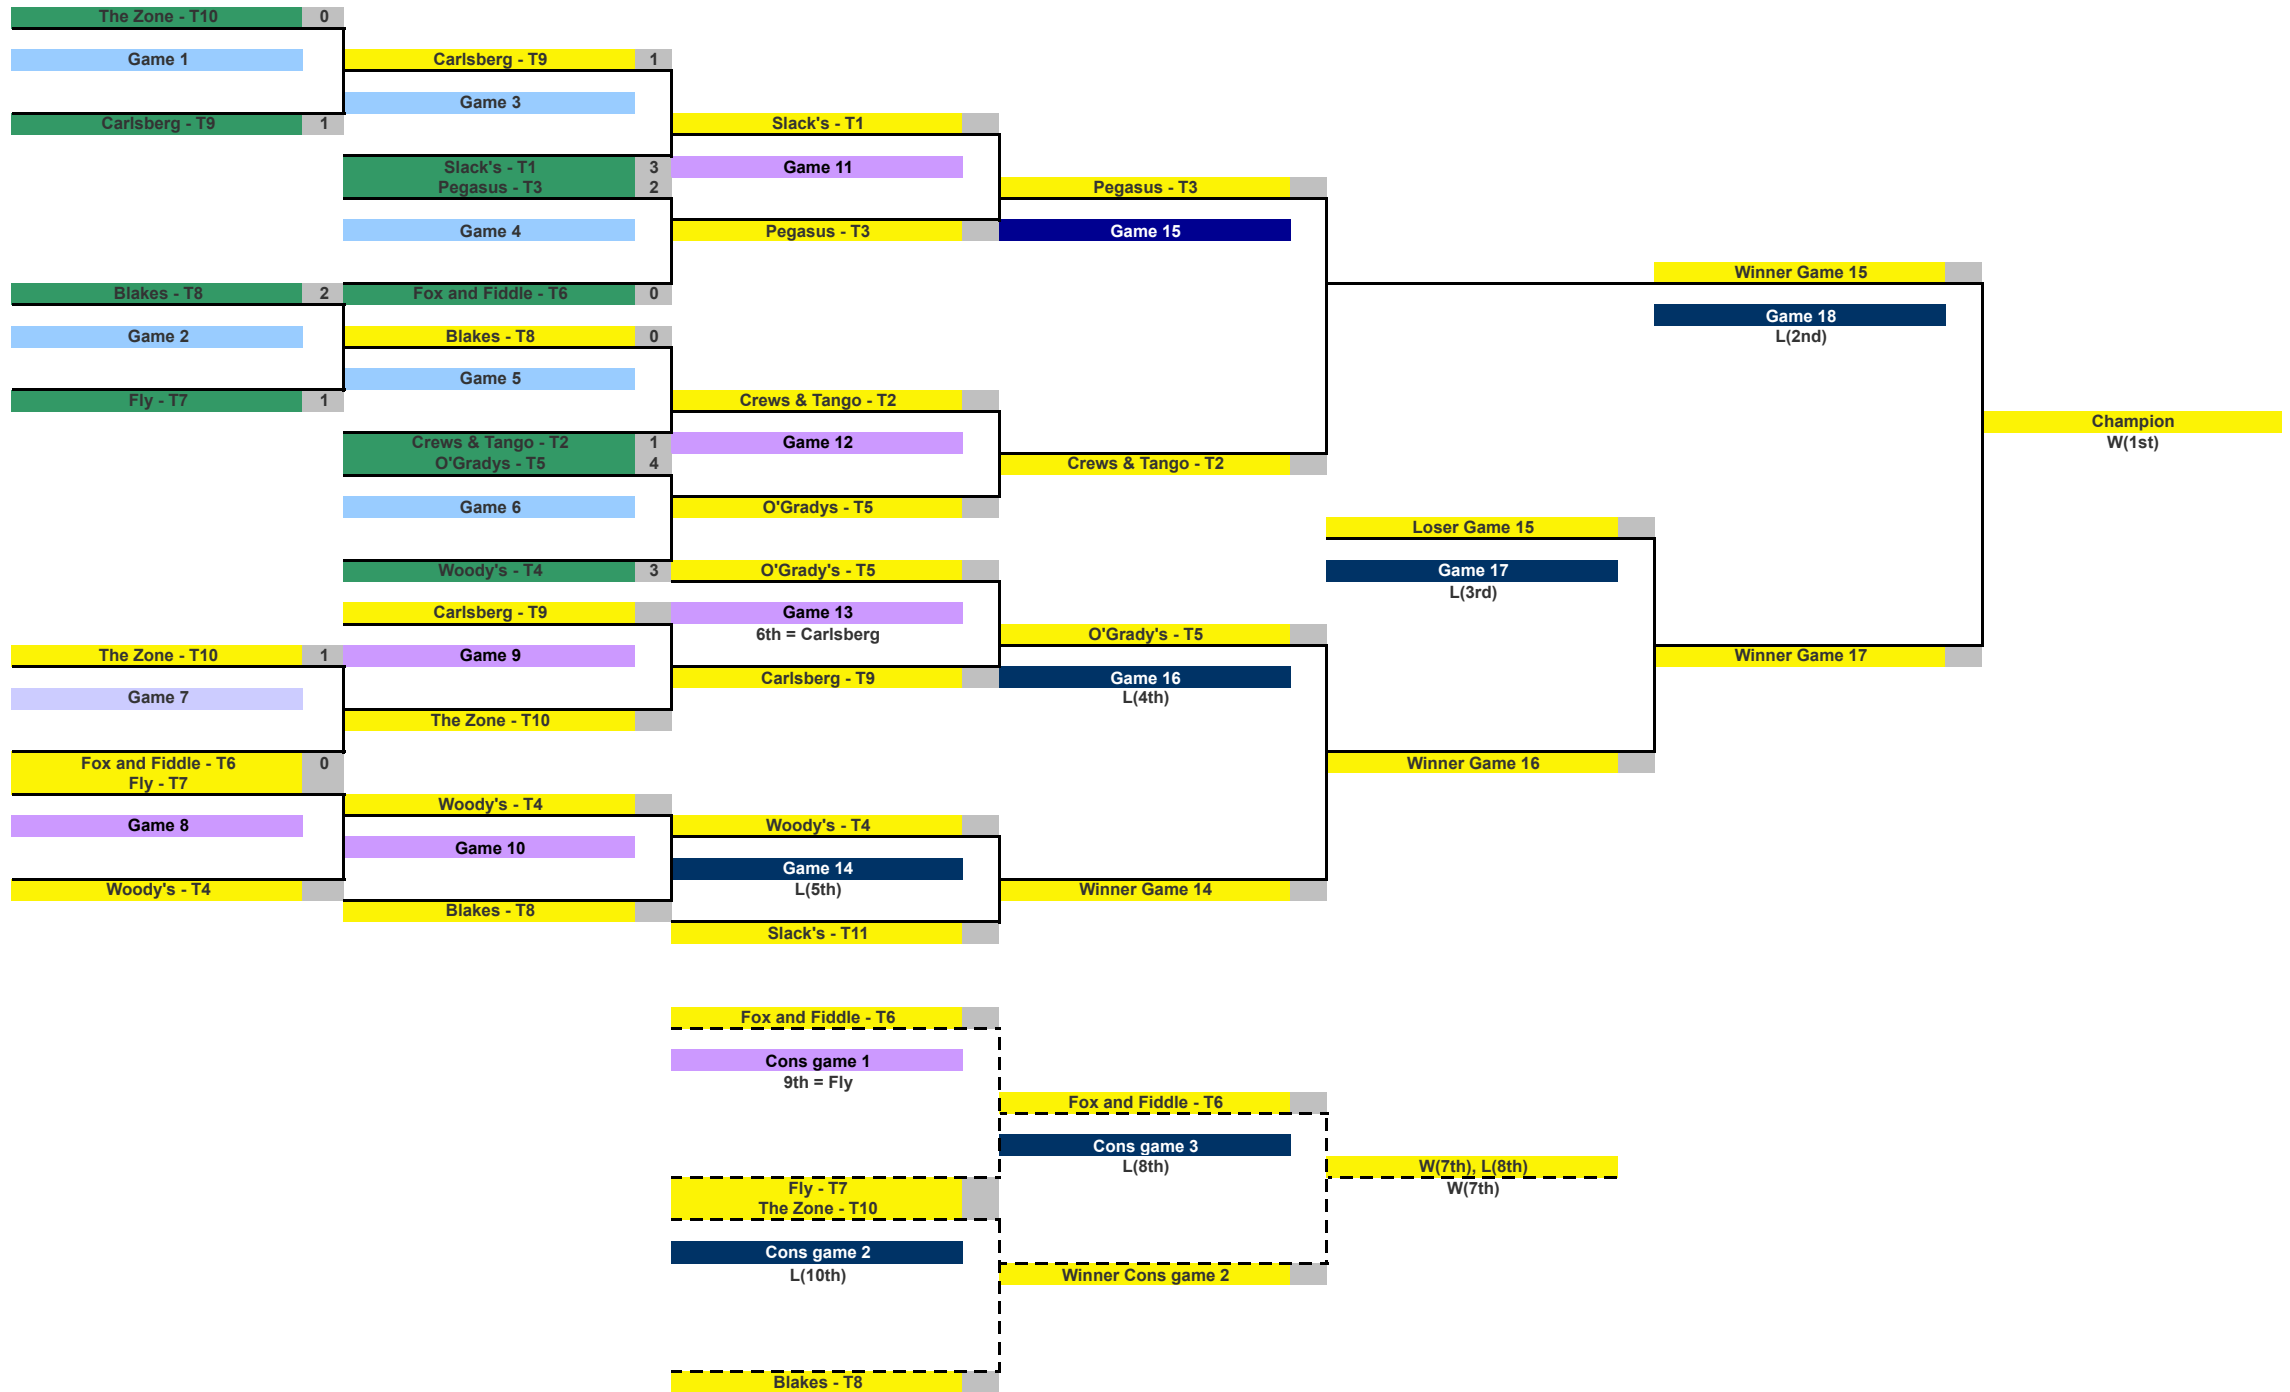 The Zone - T10 0
Game 1
Carlsberg - T9 1
Carlsberg - T9 1
Game 3
Slack's - T1 3
Pegasus - T3 2
Game 4
Fox and Fiddle - T6 0
Blakes - T8 2
Game 2
Fly - T7 1
Blakes - T8 0
Game 5
Crews & Tango - T2 1
O'Gradys - T5 4
Game 6
Woody's - T4 3
Slack's - T1
Game 11
Pegasus - T3
Pegasus - T3
Game 15
Crews & Tango - T2
Game 12
O'Gradys - T5
Crews & Tango - T2
Winner Game 15
Game 18
L(2nd)
Champion
W(1st)
Loser Game 15
Game 17
L(3rd)
Winner Game 17
O'Grady's - T5
Game 13
6th = Carlsberg
Carlsberg - T9
Carlsberg - T9
Game 9
The Zone - T10
The Zone - T10 1
Game 7
Fox and Fiddle - T6 0
Fly - T7
Game 8
Woody's - T4
Woody's - T4
Game 10
Blakes - T8
Woody's - T4
Game 14
L(5th)
Slack's - T11
O'Grady's - T5
Game 16
L(4th)
Winner Game 14
Winner Game 16
Fox and Fiddle - T6
Cons game 1
9th = Fly
Fly - T7
The Zone - T10
Cons game 2
L(10th)
Blakes - T8
Fox and Fiddle - T6
Cons game 3
L(8th)
Winner Cons game 2
W(7th), L(8th)
W(7th)